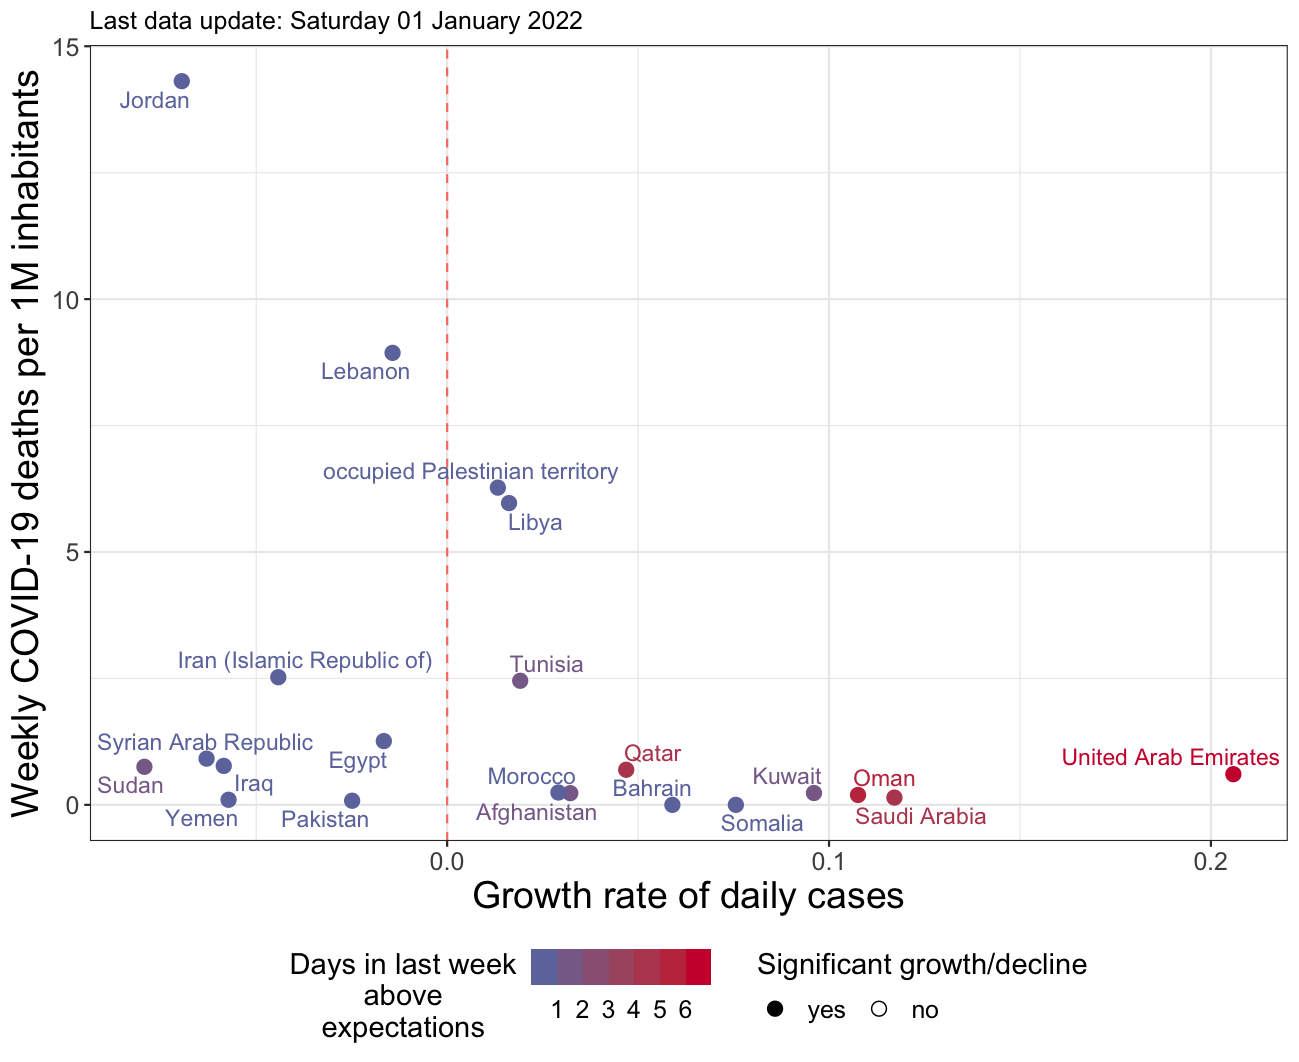 Last data update: Saturday 01 January 2022
Weekly COVID-19 deaths per 1M inhabitants
15
10
5
0
Jordan
Lebanon
occupied Palestinian territory
Libya
Iran (Islamic Republic of)
Tunisia
Syrian Arab Republic
Egypt
Qatar
United Arab Emirates
Sudan
Iraq
Morocco
Bahrain
Kuwait
Oman
Yemen
Pakistan
Afghanistan
Somalia
Saudi Arabia
0.0
0.1
0.2
Growth rate of daily cases
Days in last week
above
expectations
1 2 3 4 5 6
Significant growth/decline
yes
no